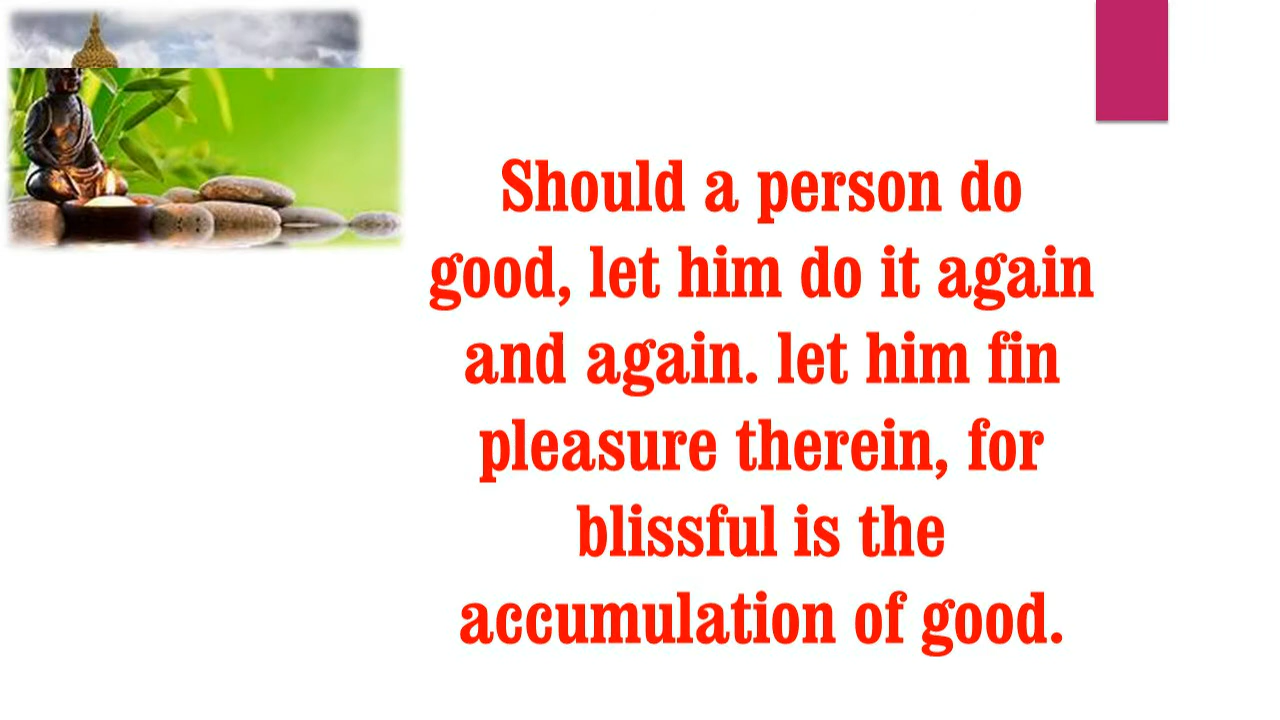 Should a person do
good, let him do it again
and again. let him fin
pleasure therein, for
blissful is the
accumulation of good.